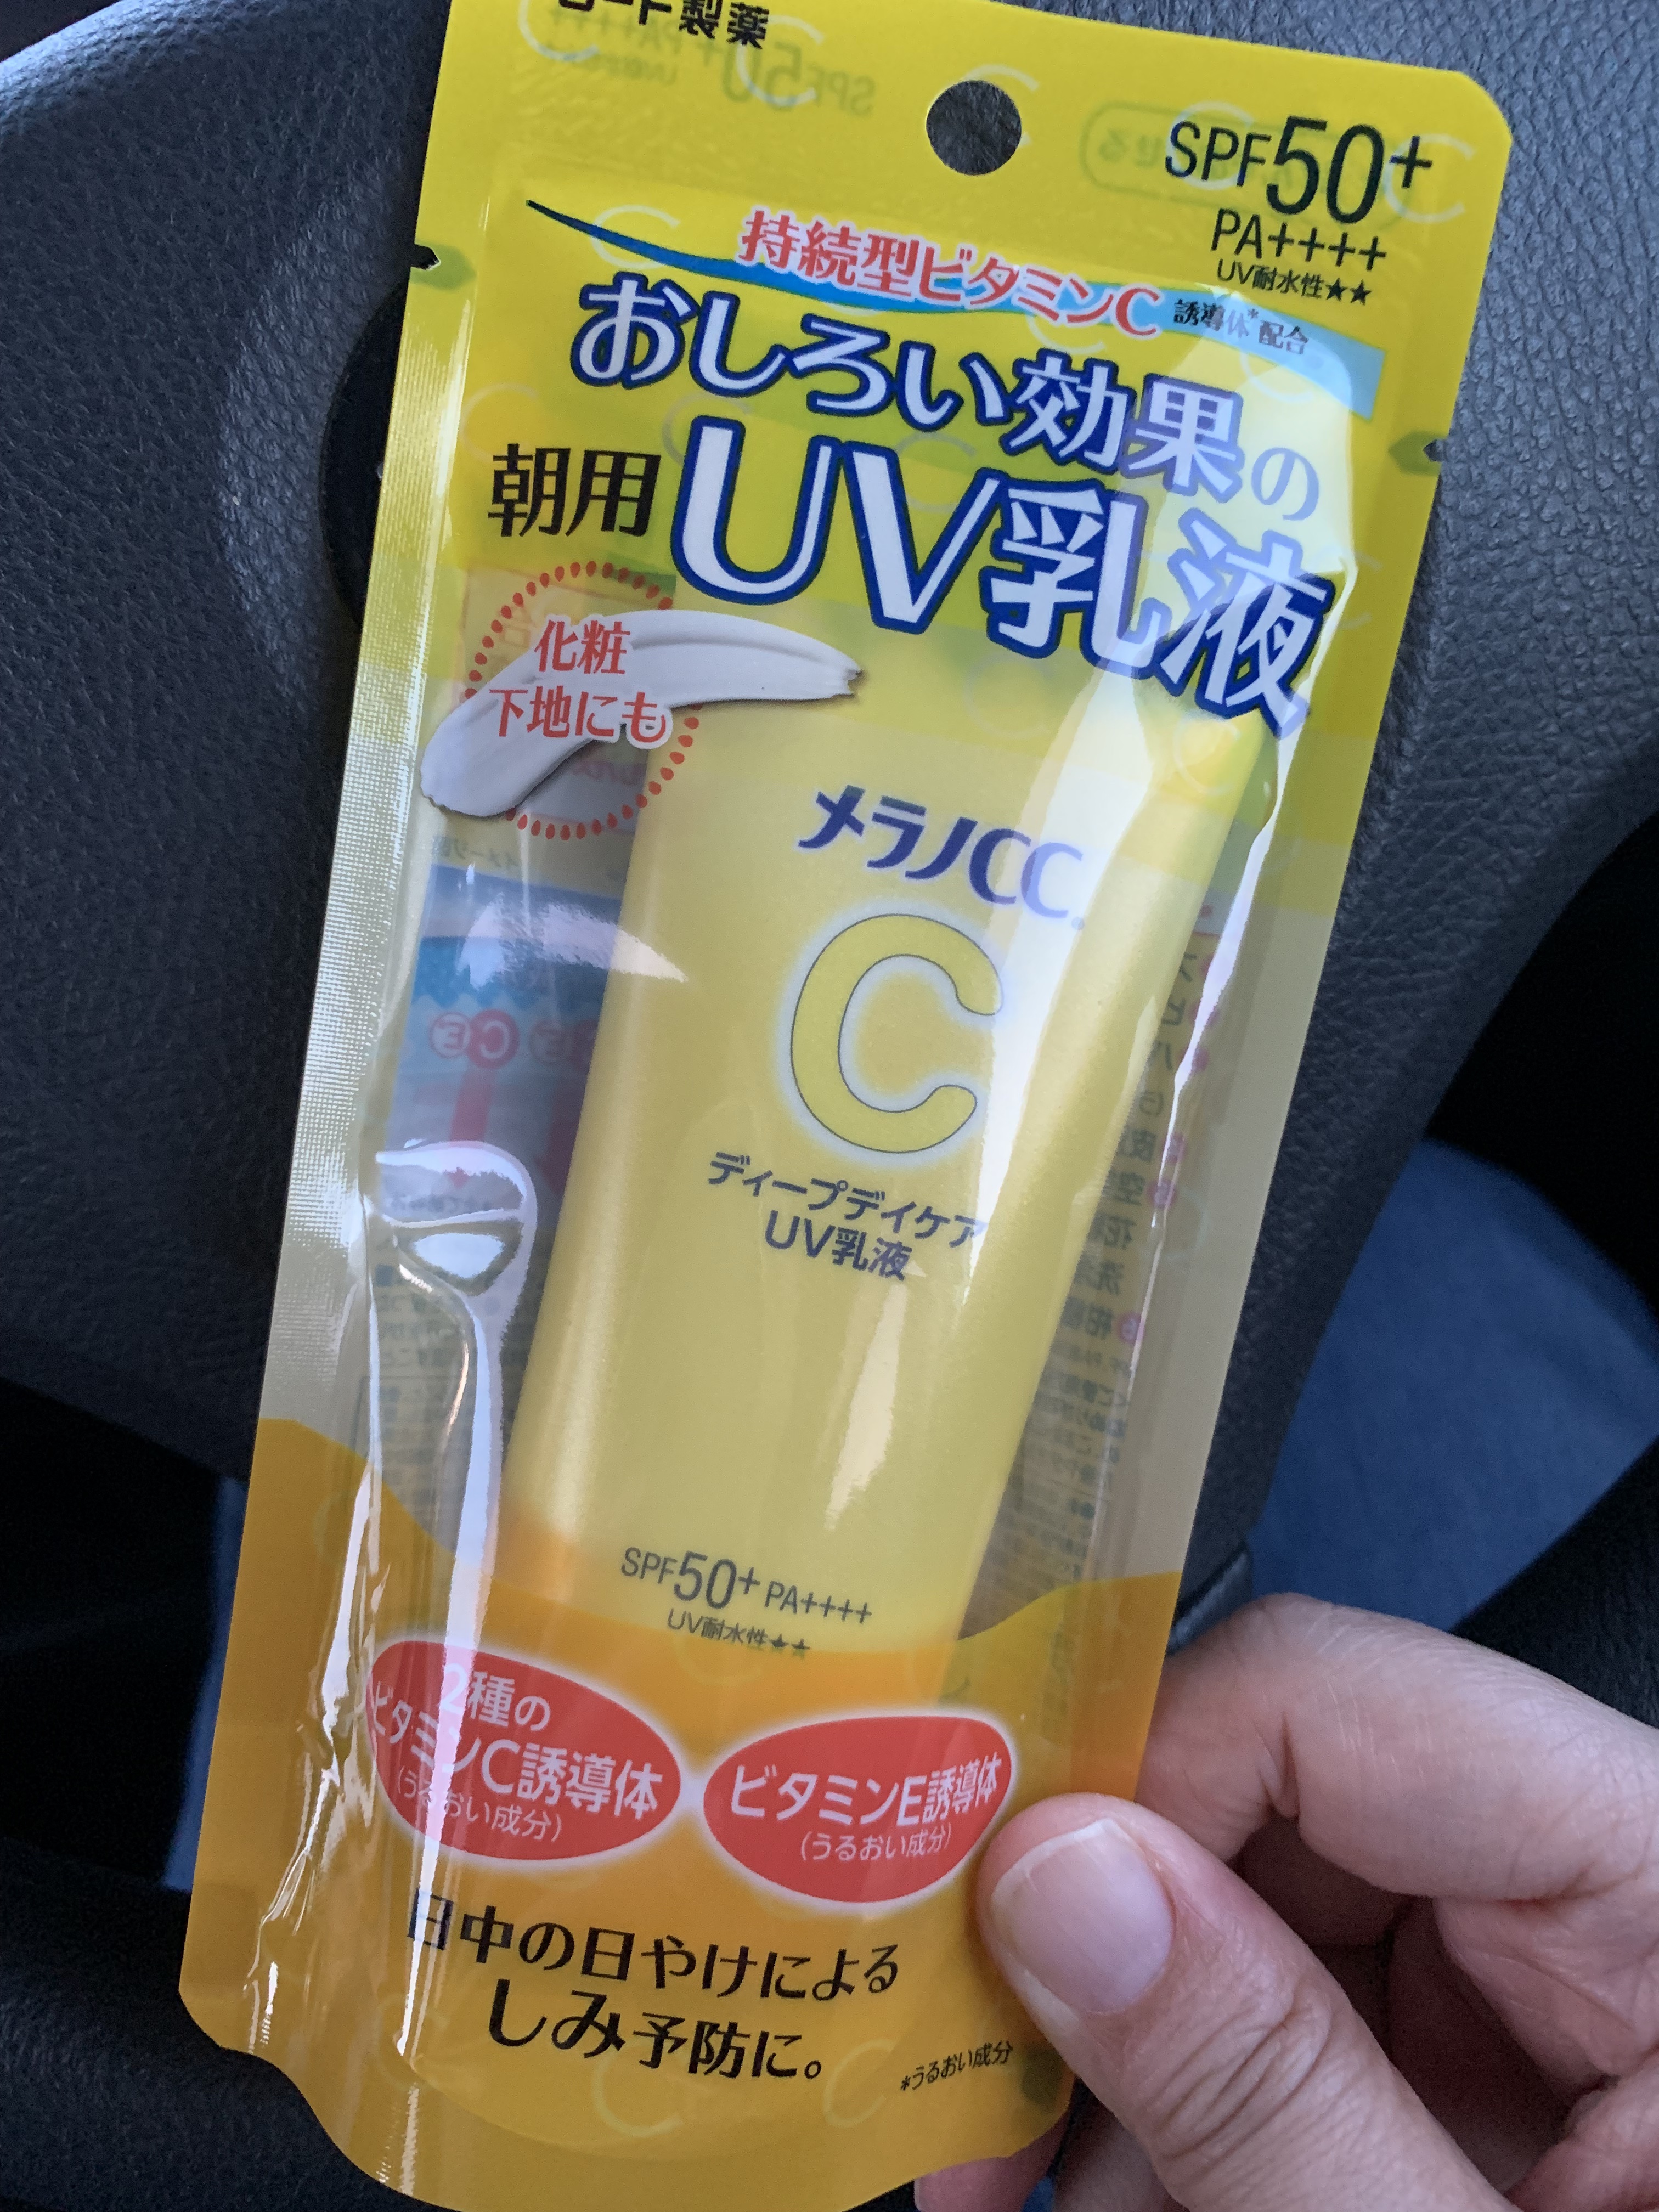 ロート製薬
SPF50+
PA++++
UV耐水性★★
持続型ビタミンC誘導体*配合
おしろい効果の
朝用UV乳液
化粧
下地にも
メラノCC
C
ディープデイケア
UV乳液
SPF50+ PA++++
UV耐水性★★
2種の
ビタミンC誘導体
(うるおい成分)
ビタミンE誘導体
(うるおい成分)
日中の日やけによる
しみ予防に。
*うるおい成分